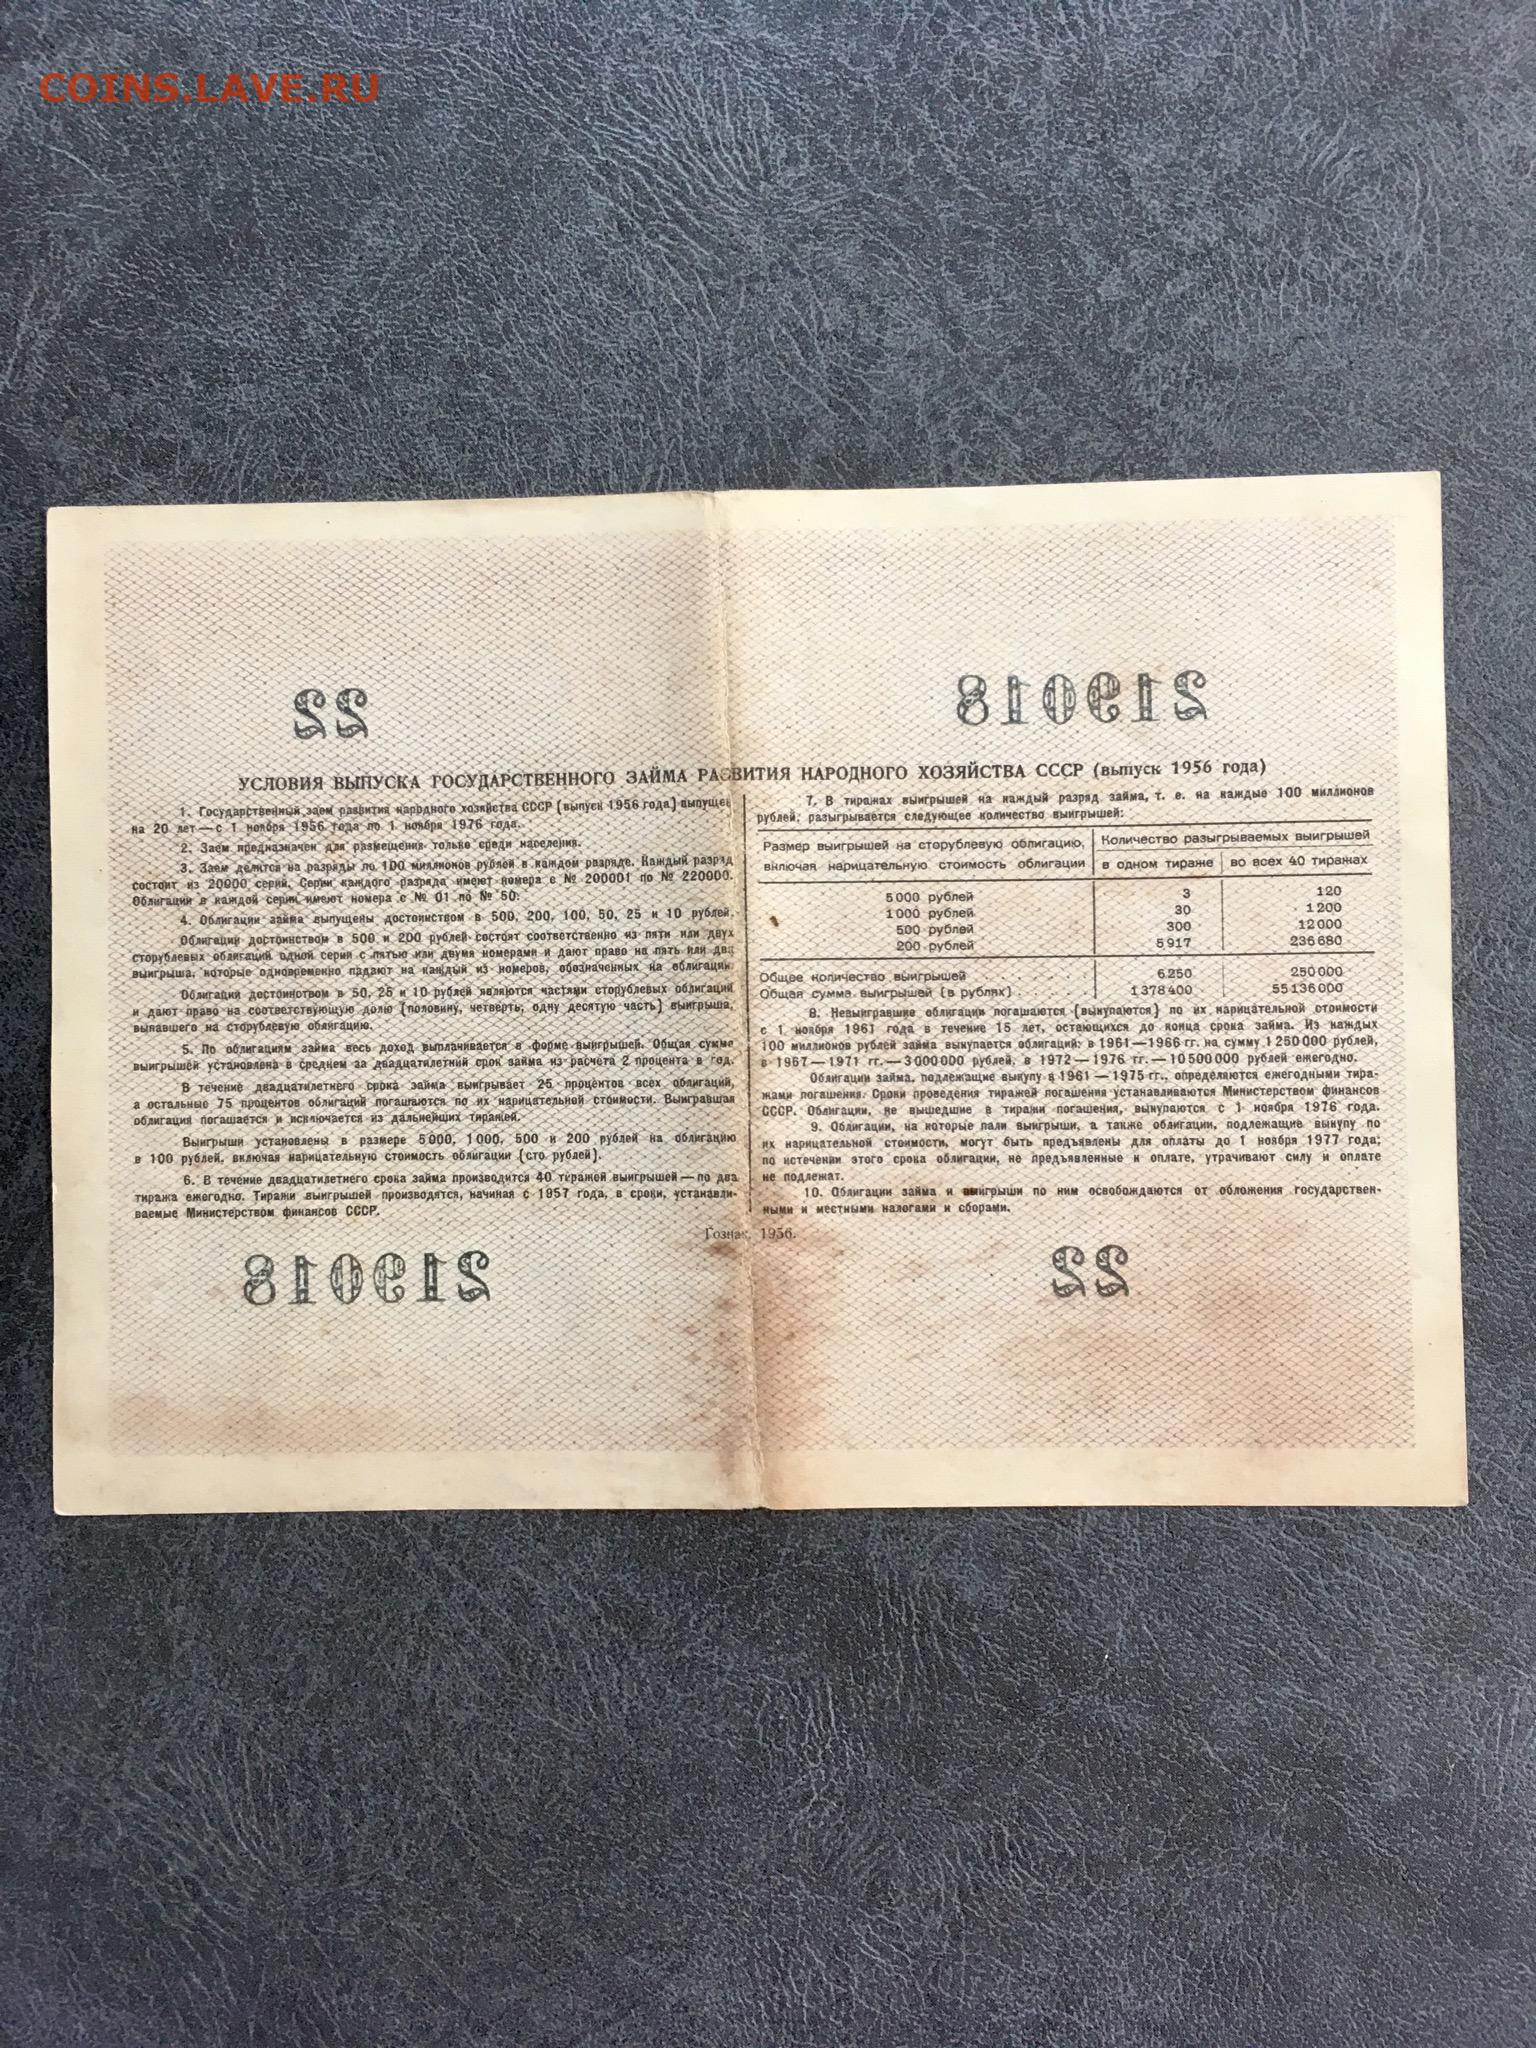 COINS.LAVE.RU
22
219018
УСЛОВИЯ ВЫПУСКА ГОСУДАРСТВЕННОГО ЗАЙМА РАЗВИТИЯ НАРОДНОГО ХОЗЯЙСТВА СССР (выпуск 1956 года)
1. Государственный заем развития народного хозяйства СССР (выпуск 1956 года) выпущен
на 20 лет—с 1 ноября 1956 года по 1 ноября 1976 года.
2. Заем предназначен для размещения только среди населения.
3. Заем делится на разряды по 100 миллионов рублей в каждом разряде. Каждый разряд
состоит из 20000 серий. Серии каждого разряда имеют номера с № 200001 по № 220000.
Облигации в каждой серии имеют номера с № 01 по № 50.
4. Облигации займа выпущены достоинством в 500, 200, 100, 50, 25 и 10 рублей.
Облигации достоинством в 500 и 200 рублей состоят соответственно из пяти или двух
сторублевых облигаций одной серии с пятью или двумя номерами и дают право на пять или два
выигрыша, которые одновременно падают на каждый из номеров, обозначенных на облигации.
Облигации достоинством в 50, 25 и 10 рублей являются частями сторублевых облигаций
и дают право на соответствующую долю (половину, четверть, одну десятую часть) выигрыша,
выпавшего на сторублевую облигацию.
5. По облигациям займа весь доход выплачивается в форме выигрышей. Общая сумма
выигрышей установлена в среднем за двадцатилетний срок займа из расчета 2 процента в год.
В течение двадцатилетнего срока займа выигрывает 25 процентов всех облигаций,
а остальные 75 процентов облигаций погашаются по их нарицательной стоимости. Выигравшая
облигация погашается и исключается из дальнейших тиражей.
Выигрыши установлены в размере 5000, 1000, 500 и 200 рублей на облигацию
в 100 рублей, включая нарицательную стоимость облигации (сто рублей).
6. В течение двадцатилетнего срока займа производится 40 тиражей выигрышей—по два
тиража ежегодно. Тиражи выигрышей производятся, начиная с 1957 года, в сроки, устанавли-
ваемые Министерством финансов СССР.
7. В тиражах выигрышей на каждый разряд займа, т. е. на каждые 100 миллионов
рублей, разыгрывается следующее количество выигрышей:
Размер выигрышей на сторублевую облигацию, Количество разыгрываемых выигрышей
включая нарицательную стоимость облигации в одном тираже во всех 40 тиражах
5000 рублей 3 120
1000 рублей 30 1200
500 рублей 300 12000
200 рублей 5917 236680
Общее количество выигрышей . . . . . 6250 250000
Общая сумма выигрышей (в рублях) . . . 1378400 55136000
8. Невыигравшие облигации погашаются (выкупаются) по их нарицательной стоимости
с 1 ноября 1961 года в течение 15 лет, остающихся до конца срока займа. Из каждых
100 миллионов рублей займа выкупается облигаций: в 1961—1966 гг. на сумму 1250000 рублей,
в 1967—1971 гг.—3000000 рублей, в 1972—1976 гг.—10500000 рублей ежегодно.
Облигации займа, подлежащие выкупу в 1961—1975 гг., определяются ежегодными тира-
жами погашения. Сроки проведения тиражей погашения устанавливаются Министерством финансов
СССР. Облигации, не вышедшие в тиражи погашения, выкупаются с 1 ноября 1976 года.
9. Облигации, на которые пали выигрыши, а также облигации, подлежащие выкупу по
их нарицательной стоимости, могут быть предъявлены для оплаты до 1 ноября 1977 года;
по истечении этого срока облигации, не предъявленные к оплате, утрачивают силу и оплате
не подлежат.
10. Облигации займа и выигрыши по ним освобождаются от обложения государствен-
ными и местными налогами и сборами.
Гознак. 1956.
219018
22